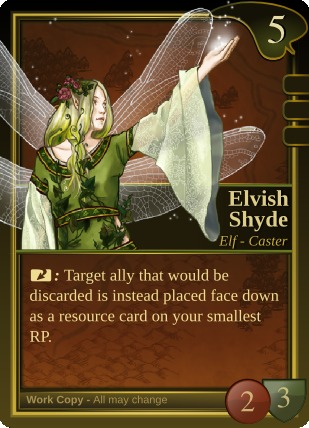 5
Elvish
Shyde
Elf - Caster
: Target ally that would be
discarded is instead placed face down
as a resource card on your smallest
RP.
Work Copy - All may change
2
3